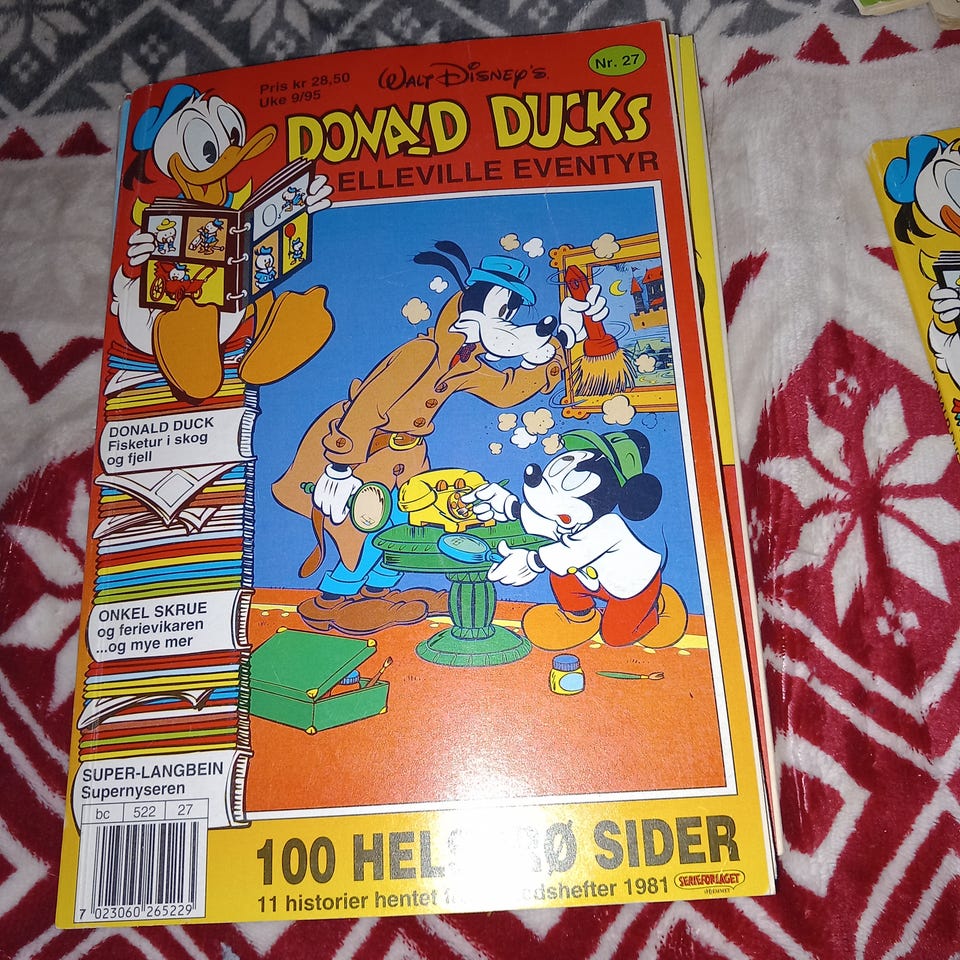 Pris kr 28,50
Uke 9/95
WALT DISNEY'S
Nr. 27
DONALD DUCKS
ELLEVILLE EVENTYR
DONALD DUCK
Fisketur i skog
og fjell
ONKEL SKRUE
og ferievikaren
...og mye mer
SUPER-LANGBEIN
Supernyseren
bc 522 27
7 023060 265229
100 SIDER
11 historier hentet 1981
SERIEFORLAGET